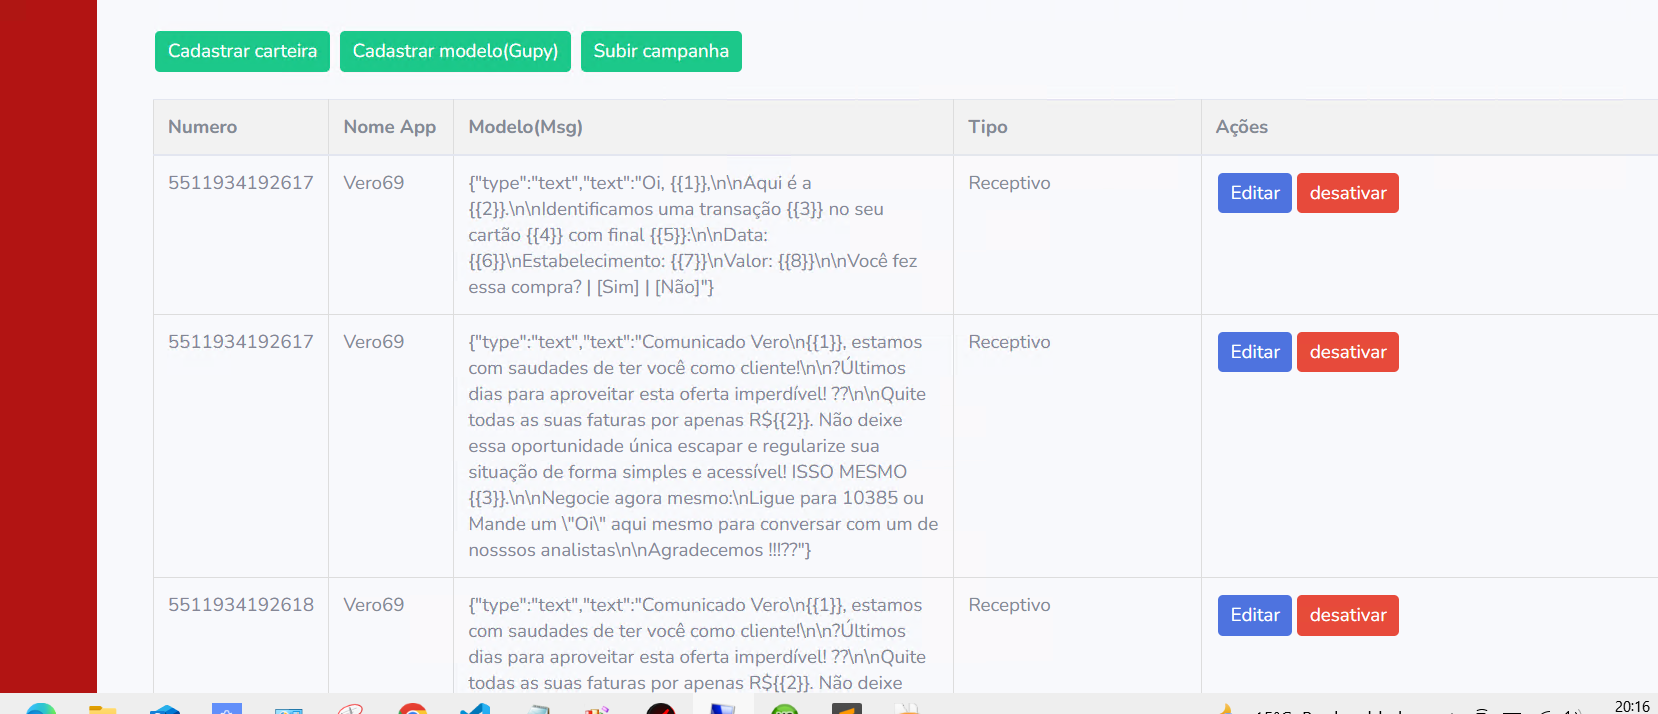 Cadastrar carteira Cadastrar modelo(Gupy) Subir campanha
Numero Nome App Modelo(Msg) Tipo Ações
5511934192617 Vero69 {"type":"text","text":"Oi, {{1}},\n\nAqui é a Receptivo Editar desativar
{{2}}.\n\nIdentificamos uma transação {{3}} no seu
cartão {{4}} com final {{5}}:\n\nData:
{{6}}\nEstabelecimento: {{7}}\nValor: {{8}}\n\nVocê fez
essa compra? | [Sim] | [Não]"}
5511934192617 Vero69 {"type":"text","text":"Comunicado Vero\n{{1}}, estamos Receptivo Editar desativar
com saudades de ter você como cliente!\n\n?Últimos
dias para aproveitar esta oferta imperdível! ??\n\nQuite
todas as suas faturas por apenas R${{2}}. Não deixe
essa oportunidade única escapar e regularize sua
situação de forma simples e acessível! ISSO MESMO
{{3}}.\n\nNegocie agora mesmo:\nLigue para 10385 ou
Mande um \"Oi\" aqui mesmo para conversar com um de
nosssos analistas\n\nAgradecemos !!!??"}
5511934192618 Vero69 {"type":"text","text":"Comunicado Vero\n{{1}}, estamos Receptivo Editar desativar
com saudades de ter você como cliente!\n\n?Últimos
dias para aproveitar esta oferta imperdível! ??\n\nQuite
todas as suas faturas por apenas R${{2}}. Não deixe
20:16